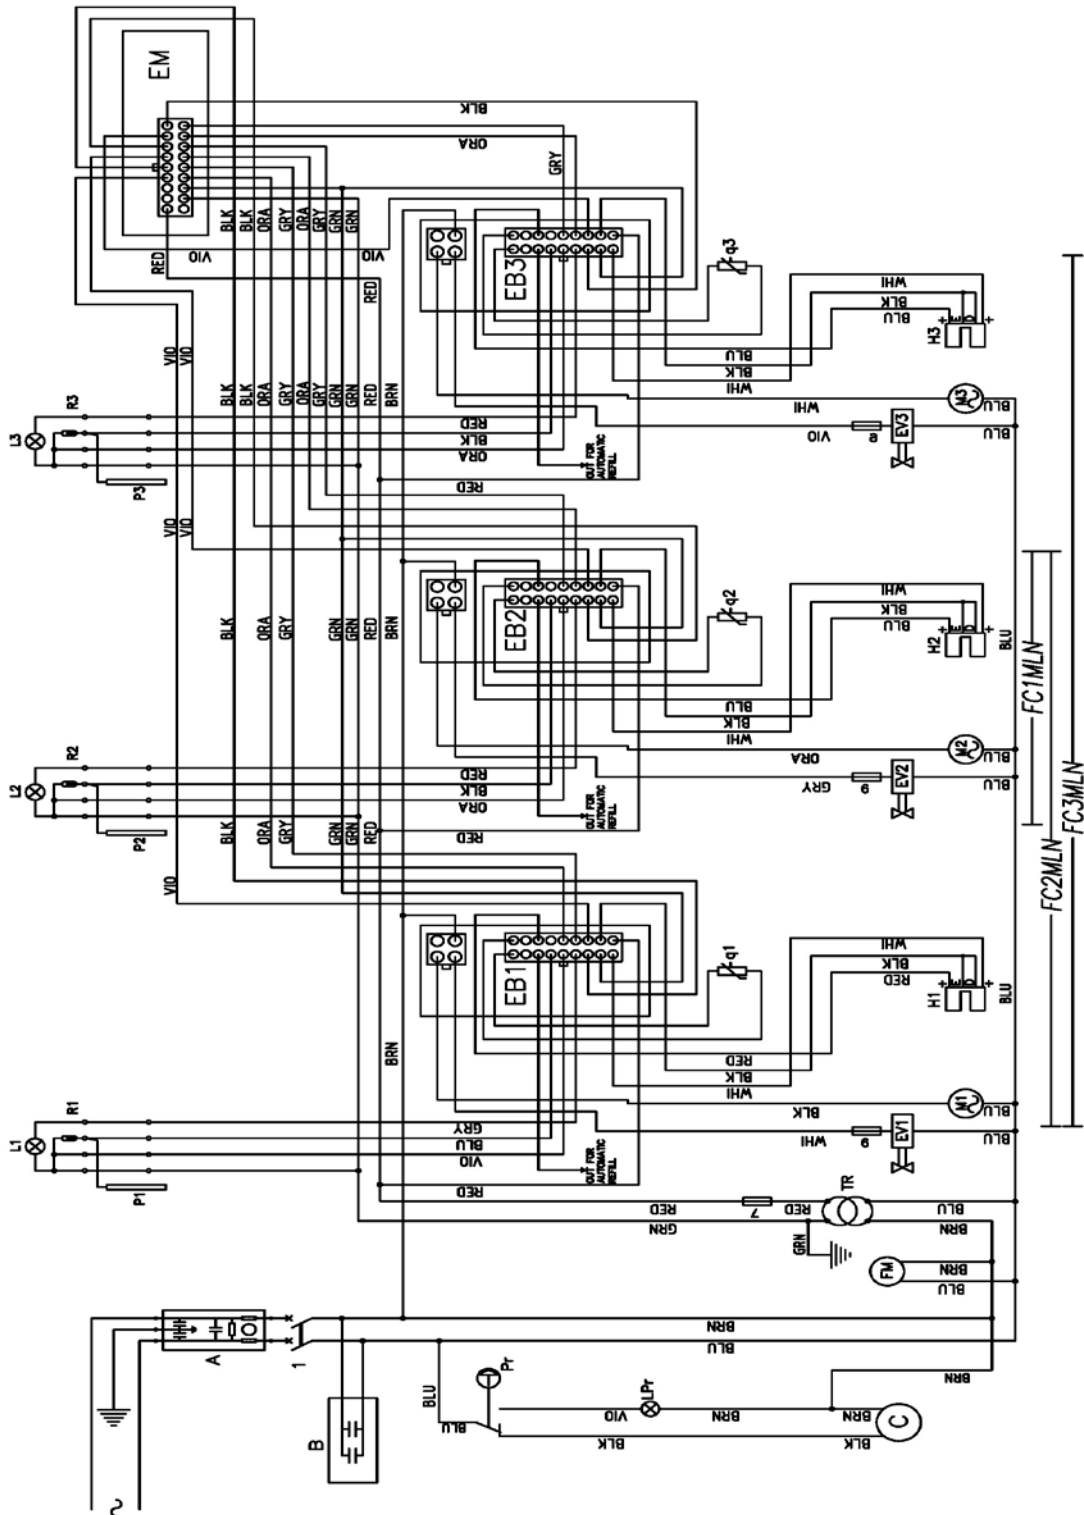 EM
BLK
ORA
GRY
RED
VIO
BLK
BLK
ORA
GRY
ORA
GRY
GRN
GRN
VIO
EB3
q3
RED
WHI
BLK
BLU
H3
+
+
VIO
VIO
BLK
BLK
ORA
GRY
ORA
GRY
GRN
GRN
RED
BRN
BLU
BLK
WHI
L3
R3
P3
RED
BLK
ORA
RED
OUT FOR
AUTOMATIC
REFILL
WHI
VIO
a
EV3
M3
BLU
BLU
VIO
VIO
EB2
q2
WHI
BLK
BLU
H2
+
+
BLU
BLK
ORA
GRY
GRN
GRN
RED
BRN
BLU
BLK
WHI
FC1MLN
L2
R2
P2
RED
BLK
ORA
RED
OUT FOR
AUTOMATIC
REFILL
ORA
GRY
6
EV2
M2
BLU
BLU
FC3MLN
BLK
ORA
GRY
GRN
GRN
RED
VIO
FC2MLN
EB1
q1
WHI
BLK
RED
H1
+
+
BLU
BRN
RED
BLK
WHI
L1
R1
P1
GRY
BLU
VIO
RED
OUT FOR
AUTOMATIC
REFILL
BLK
WHI
6
EV1
M1
BLU
BLU
RED
7
RED
TR
BLU
GRN
BRN
GRN
FM
BRN
BLU
A
1
BRN
BLU
B
BLU
BLU
Pr
BRN
VIO
LPr
BRN
BRN
BLK
BLK
C